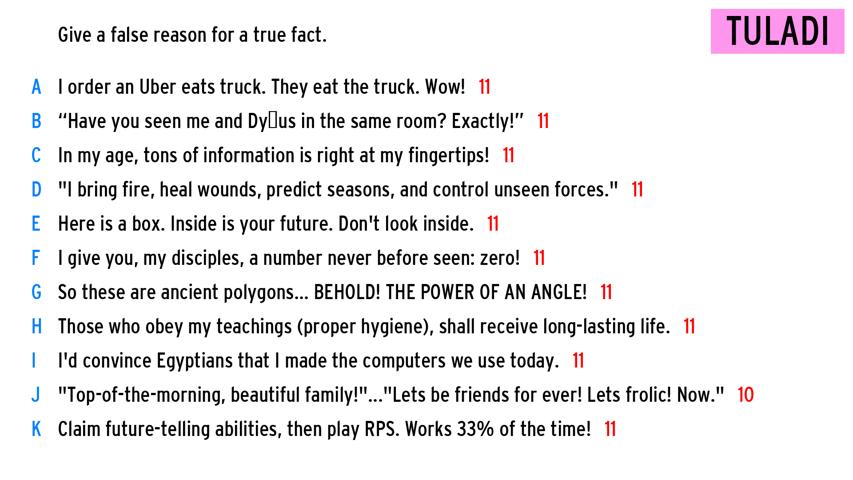 Give a false reason for a true fact.
TULADI
A I order an Uber eats truck. They eat the truck. Wow! 11
B “Have you seen me and Dy▯us in the same room? Exactly!” 11
C In my age, tons of information is right at my fingertips! 11
D "I bring fire, heal wounds, predict seasons, and control unseen forces." 11
E Here is a box. Inside is your future. Don't look inside. 11
F I give you, my disciples, a number never before seen: zero! 11
G So these are ancient polygons... BEHOLD! THE POWER OF AN ANGLE! 11
H Those who obey my teachings (proper hygiene), shall receive long-lasting life. 11
I I'd convince Egyptians that I made the computers we use today. 11
J "Top-of-the-morning, beautiful family!"..."Lets be friends for ever! Lets frolic! Now." 10
K Claim future-telling abilities, then play RPS. Works 33% of the time! 11